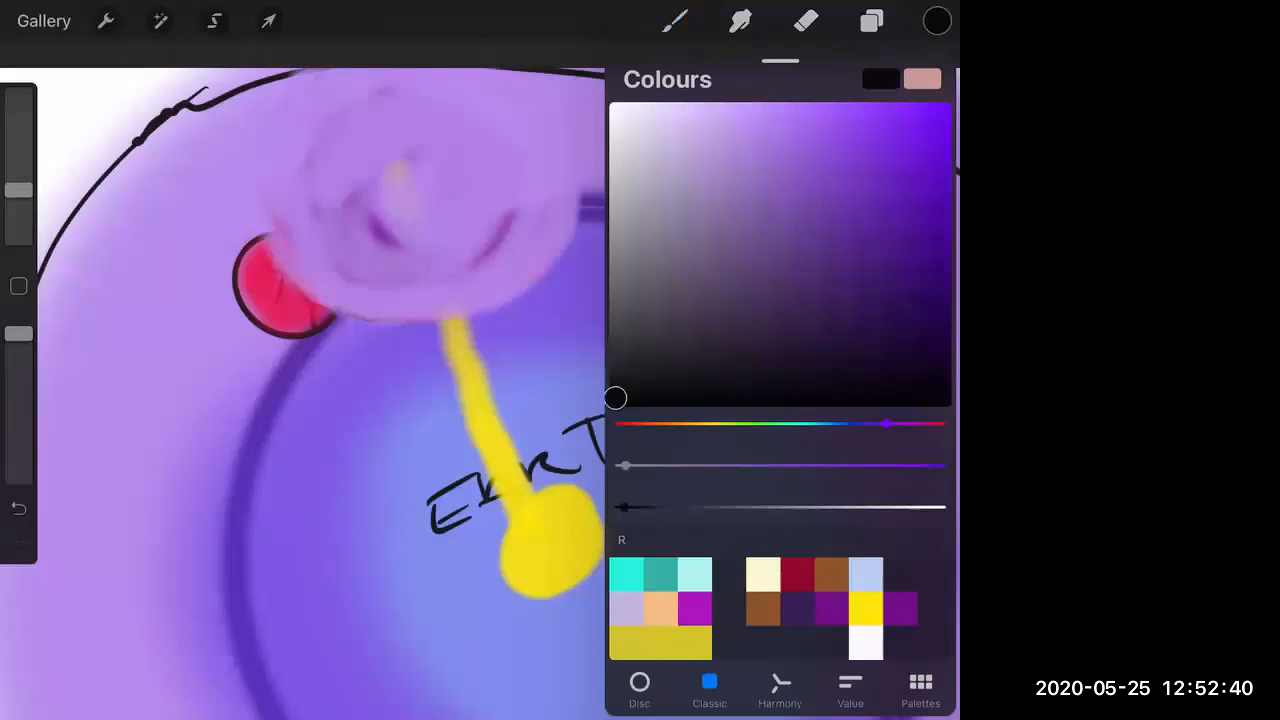 Gallery
Colours
R
Disc
Classic
Harmony
Value
Palettes
2020-05-25 12:52:40